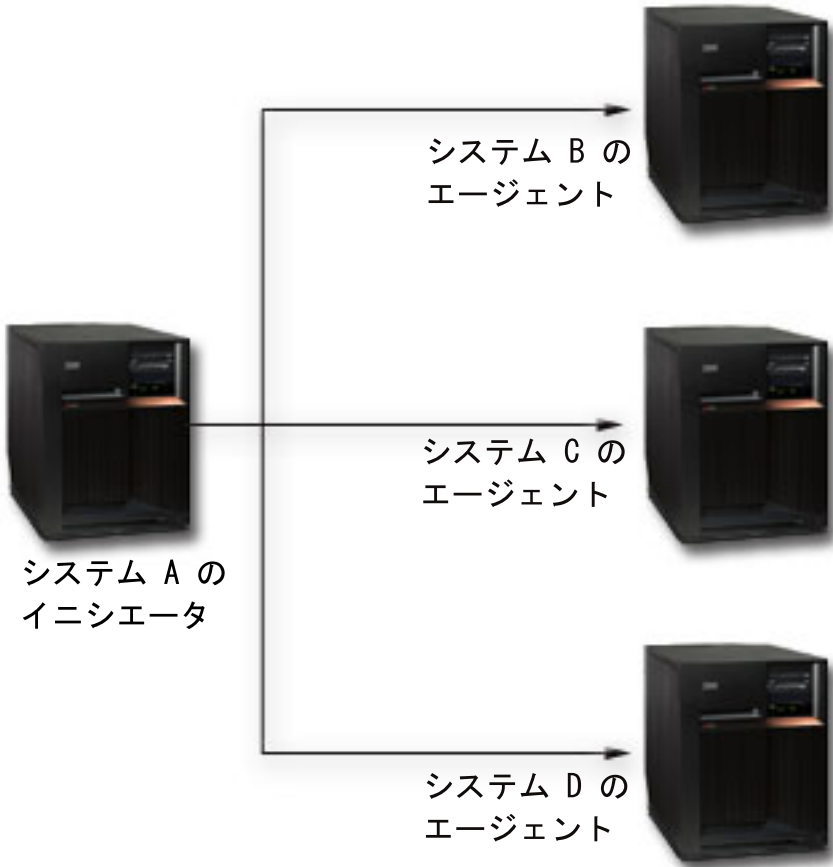 システム B の
エージェント
システム C の
エージェント
システム A の
イニシエータ
システム D の
エージェント